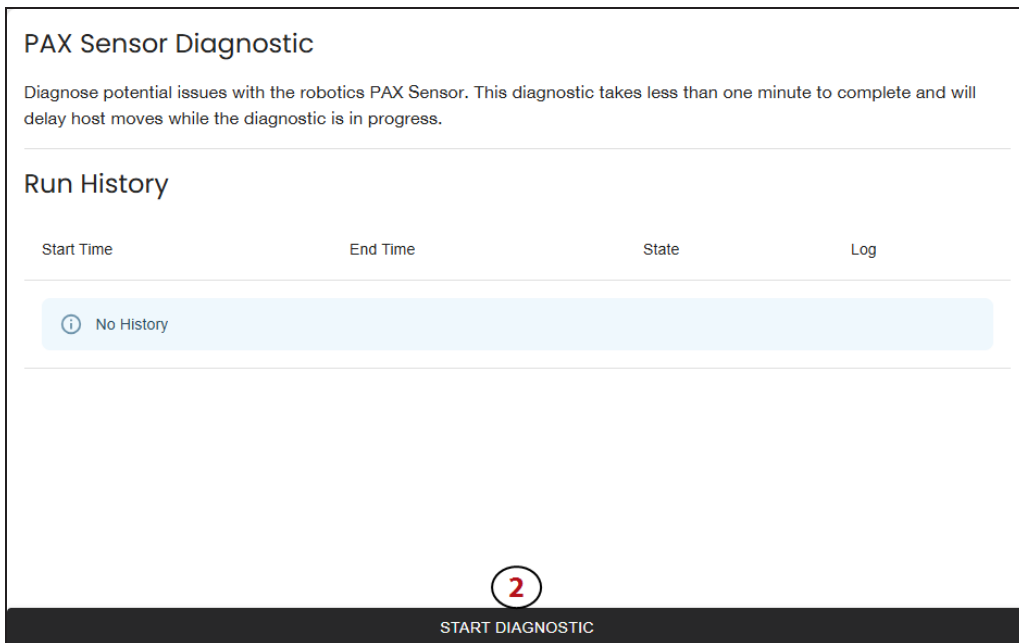 PAX Sensor Diagnostic
Diagnose potential issues with the robotics PAX Sensor. This diagnostic takes less than one minute to complete and will
delay host moves while the diagnostic is in progress.
Run History
Start Time End Time State Log
No History
2
START DIAGNOSTIC